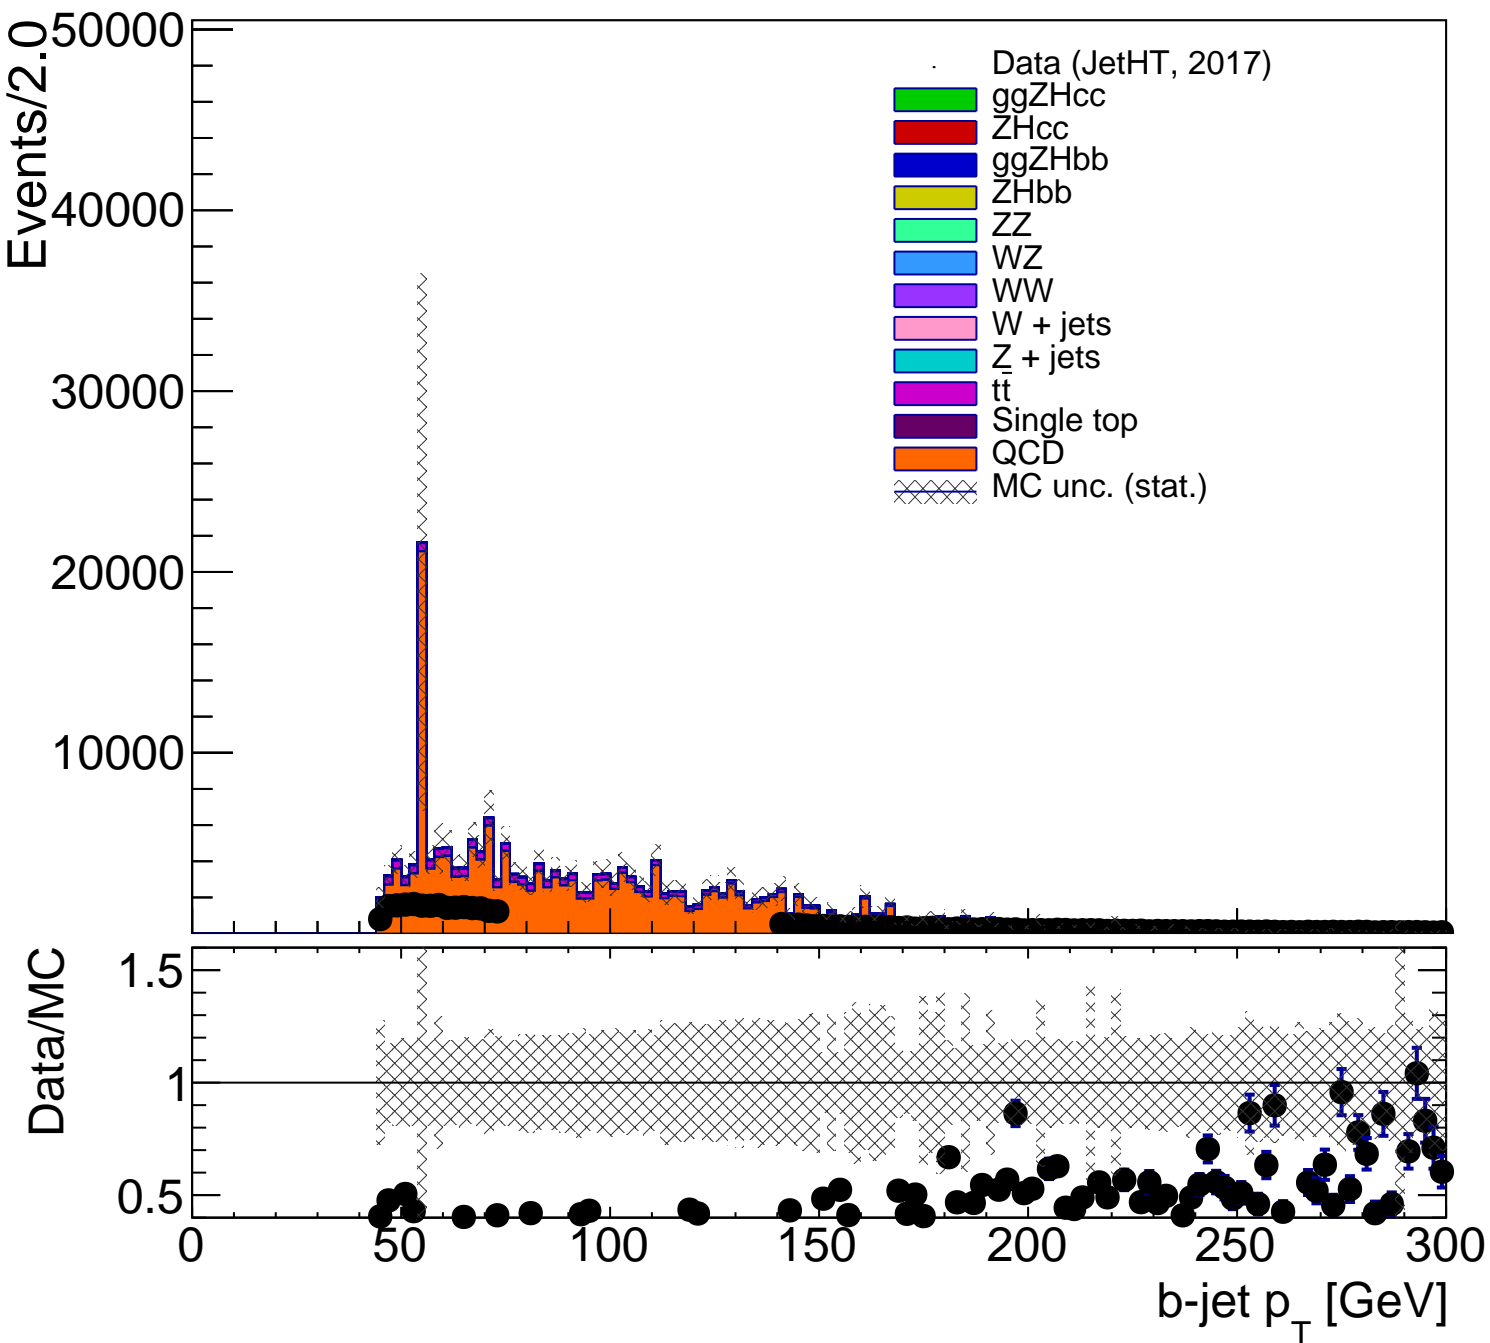 Events/2.0
50000
40000
30000
20000
10000
Data (JetHT, 2017)
ggZHcc
ZHcc
ggZHbb
ZHbb
ZZ
WZ
WW
W + jets
Z + jets
tt̄
Single top
QCD
MC unc. (stat.)
Data/MC
1.5
1
0.5
0 50 100 150 200 250 300
b-jet p_T [GeV]